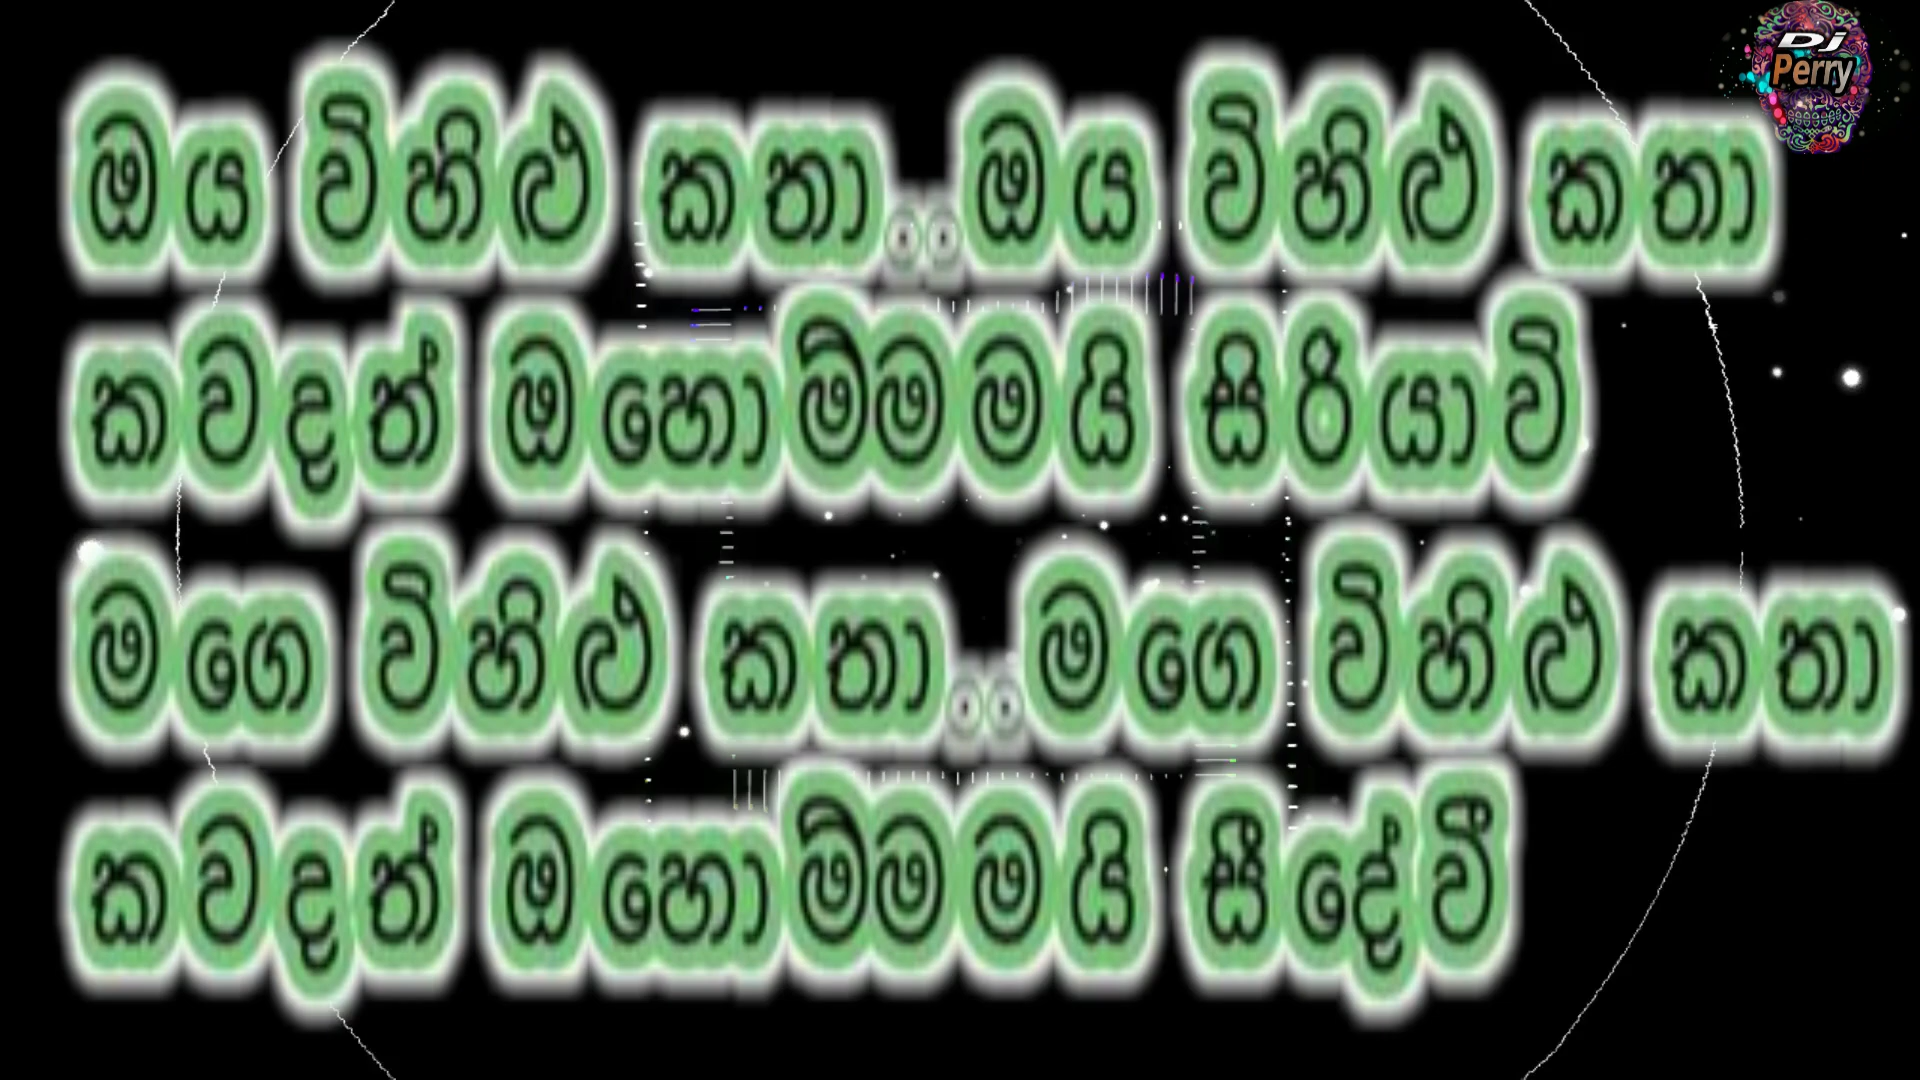 Dj
Perry
ඔය විහිළු කතා..ඔය විහිළු කතා
කවදත් ඔහොම්මමයි සිරියාවි
මගෙ විහිළු කතා..මගෙ විහිළු කතා
කවදත් ඔහොම්මමයි සීදේවී